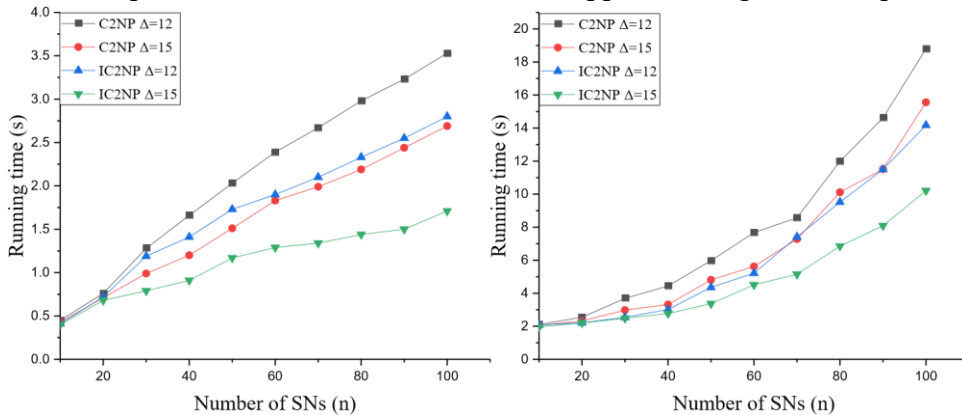 C2NP Δ=12
C2NP Δ=15
IC2NP Δ=12
IC2NP Δ=15
4.0
3.5
3.0
2.5
2.0
1.5
1.0
0.5
0.0
Running time (s)
20 40 60 80 100
Number of SNs (n)
C2NP Δ=12
C2NP Δ=15
IC2NP Δ=12
IC2NP Δ=15
20
18
16
14
12
10
8
6
4
2
0
Running time (s)
20 40 60 80 100
Number of SNs (n)